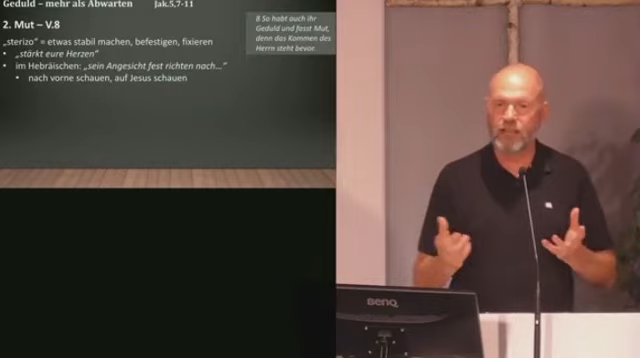 Geduld – mehr als Abwarten Jak.5,7-11
2. Mut – V.8
„sterizo“ = etwas stabil machen, befestigen, fixieren
• „stärkt eure Herzen“
• im Hebräischen: „sein Angesicht fest richten nach…“
• nach vorne schauen, auf Jesus schauen
8 So habt auch ihr
Geduld und fasst Mut,
denn das Kommen des
Herrn steht bevor.
BenQ